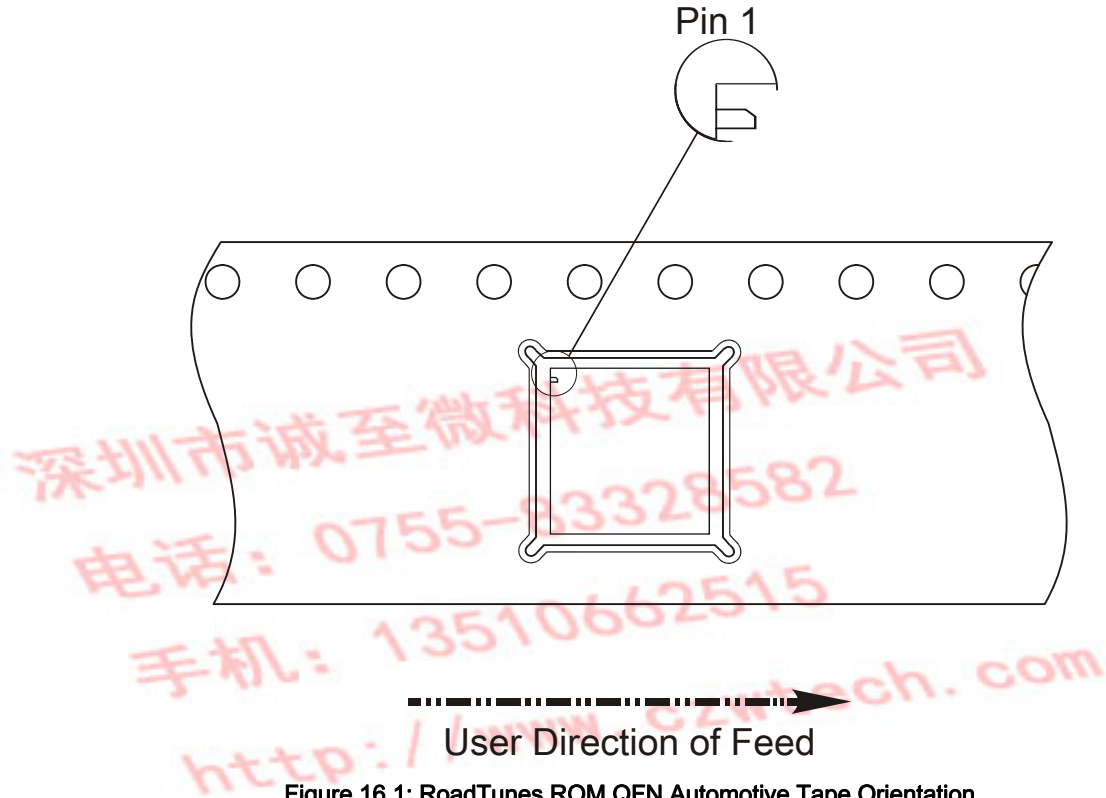 Pin 1
深圳市诚至微科技有限公司
电话：0755-83328582
手机：13510662515
http://www.czwtech.com
User Direction of Feed
Figure 16.1: RoadTunes ROM QFN Automotive Tape Orientation